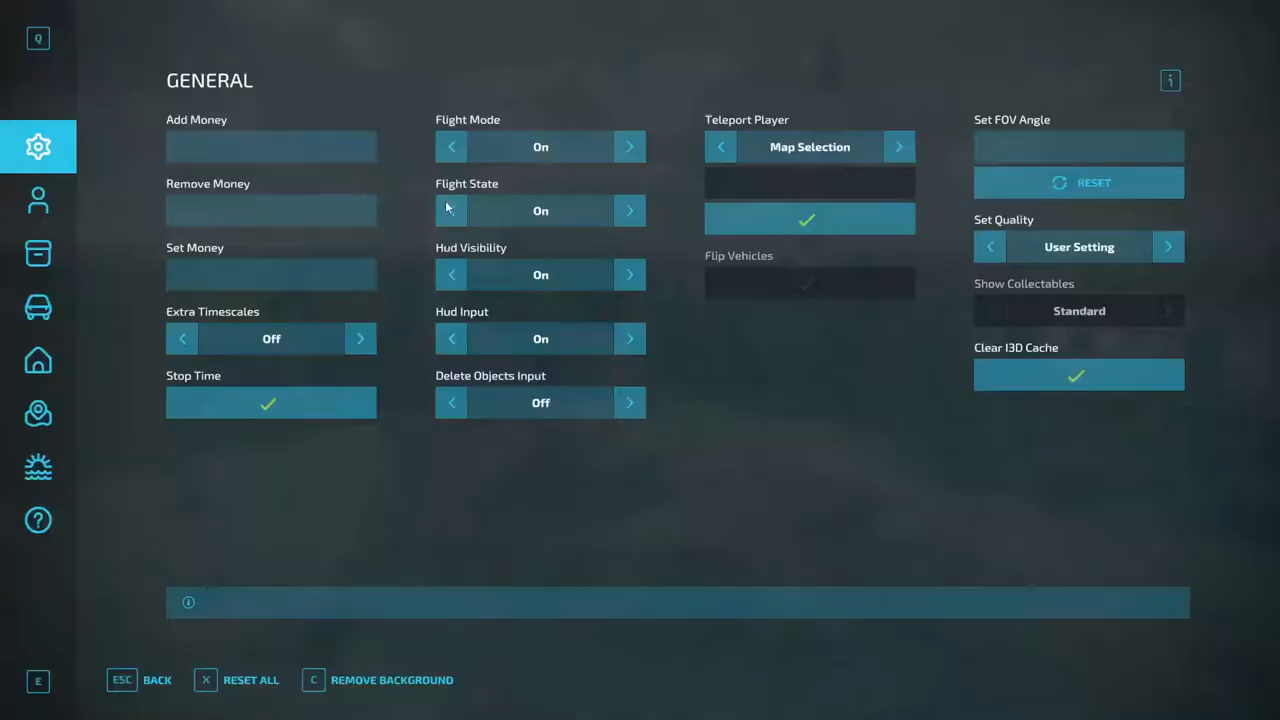 Q
GENERAL
i
Add Money
Remove Money
Set Money
Extra Timescales
Off
Stop Time
Flight Mode
On
Flight State
On
Hud Visibility
On
Hud Input
On
Delete Objects Input
Off
Teleport Player
Map Selection
Flip Vehicles
Set FOV Angle
RESET
Set Quality
User Setting
Show Collectables
Standard
Clear I3D Cache
E
ESC BACK X RESET ALL C REMOVE BACKGROUND